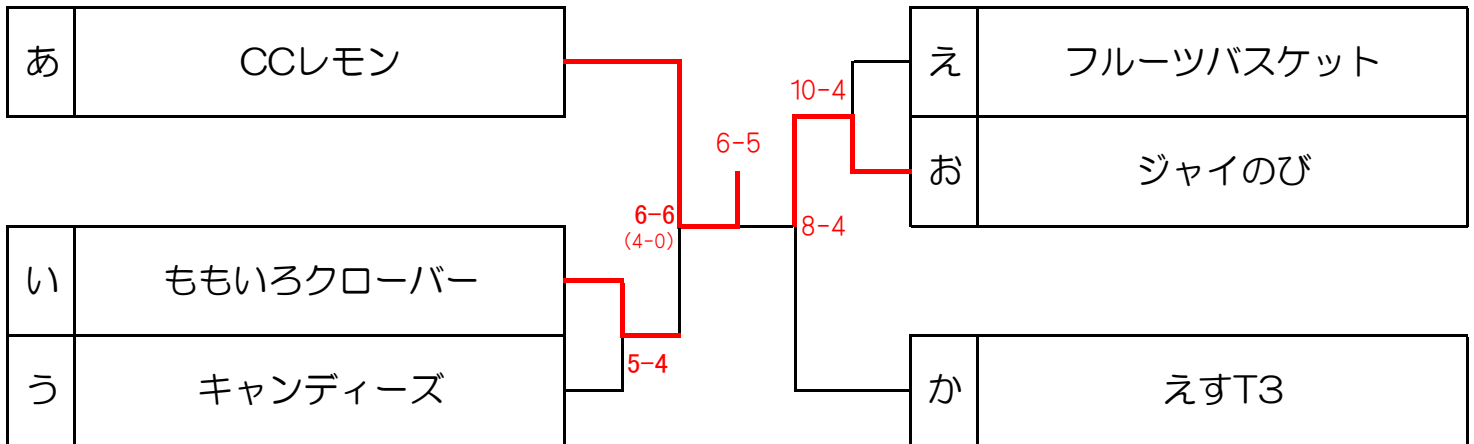 あ CCレモン
い ももいろクローバー
う キャンディーズ
6-6
(4-0)
5-4
6-5
10-4
8-4
え フルーツバスケット
お ジャイのび
か えすT3